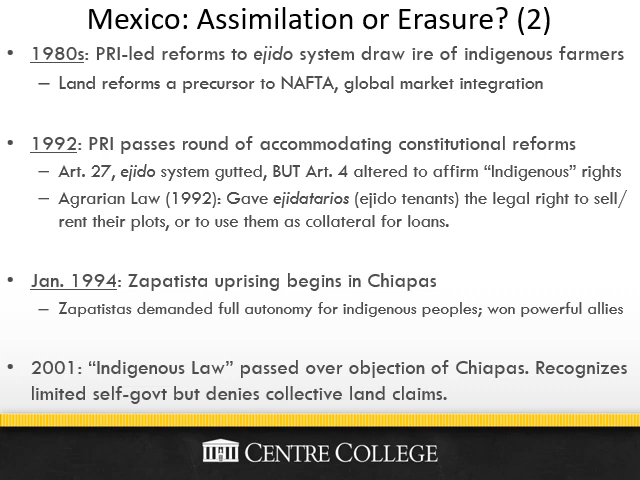 Mexico: Assimilation or Erasure? (2)
• 1980s: PRI-led reforms to ejido system draw ire of indigenous farmers
– Land reforms a precursor to NAFTA, global market integration
• 1992: PRI passes round of accommodating constitutional reforms
– Art. 27, ejido system gutted, BUT Art. 4 altered to affirm “Indigenous” rights
– Agrarian Law (1992): Gave ejidatarios (ejido tenants) the legal right to sell/
rent their plots, or to use them as collateral for loans.
• Jan. 1994: Zapatista uprising begins in Chiapas
– Zapatistas demanded full autonomy for indigenous peoples; won powerful allies
• 2001: “Indigenous Law” passed over objection of Chiapas. Recognizes
limited self-govt but denies collective land claims.
CENTRE COLLEGE